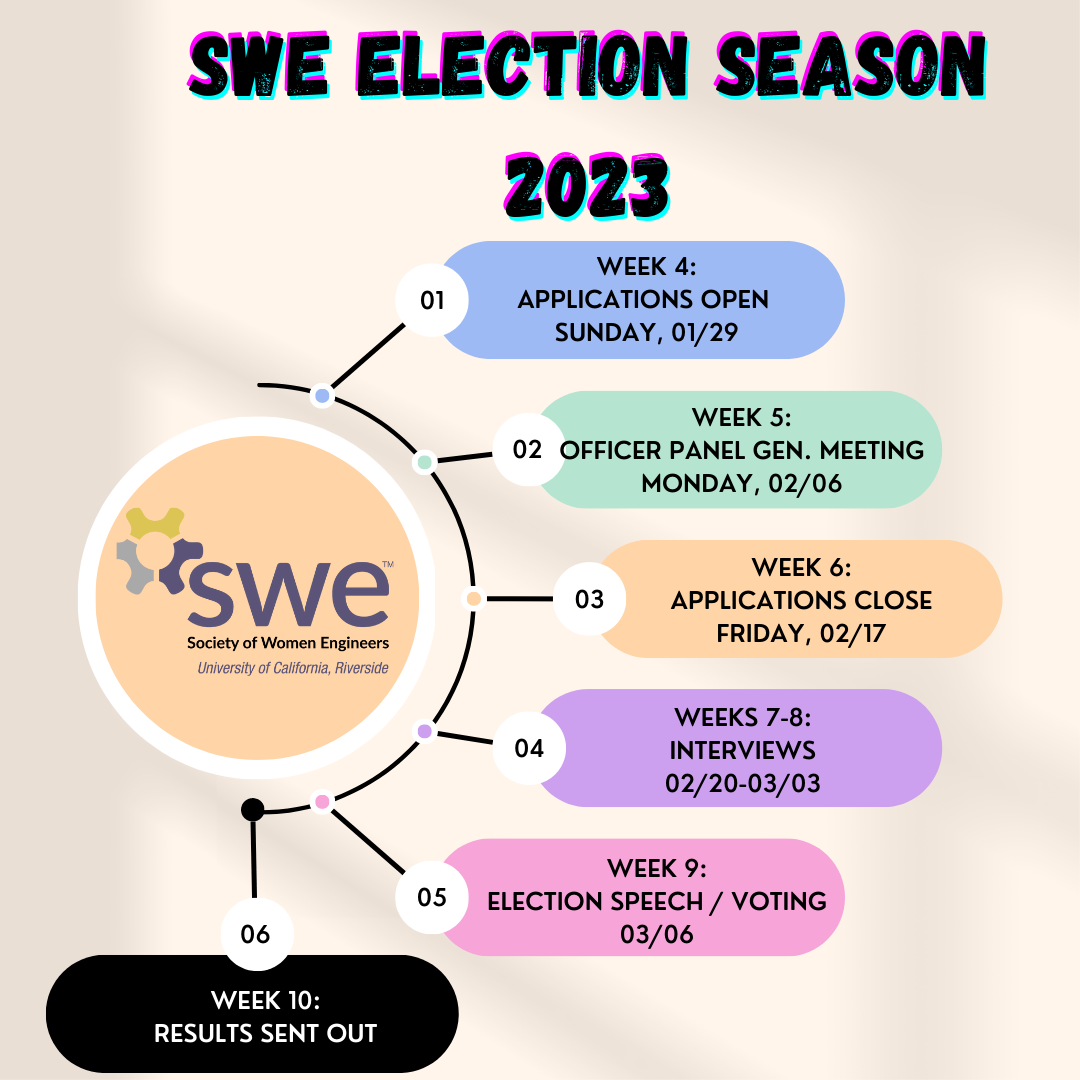 SWE ELECTION SEASON
2023
01
WEEK 4:
APPLICATIONS OPEN
SUNDAY, 01/29
02
WEEK 5:
OFFICER PANEL GEN. MEETING
MONDAY, 02/06
03
WEEK 6:
APPLICATIONS CLOSE
FRIDAY, 02/17
swe™
Society of Women Engineers
University of California, Riverside
04
WEEKS 7-8:
INTERVIEWS
02/20-03/03
05
WEEK 9:
ELECTION SPEECH / VOTING
03/06
06
WEEK 10:
RESULTS SENT OUT